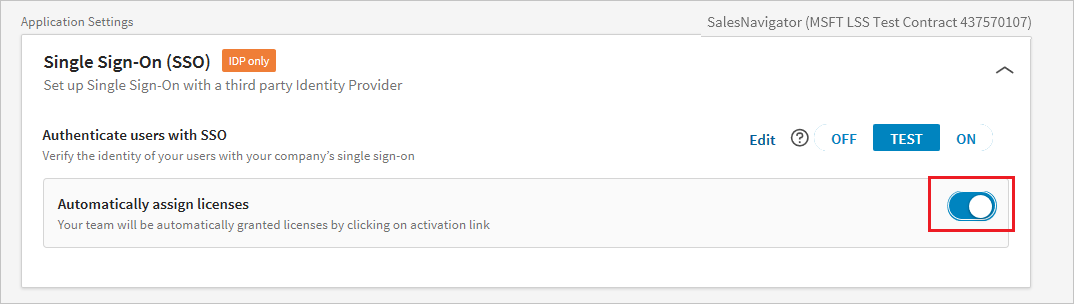 Application Settings
SalesNavigator (MSFT LSS Test Contract 437570107)
Single Sign-On (SSO) IDP only
Set up Single Sign-On with a third party Identity Provider
Authenticate users with SSO
Edit ? OFF TEST ON
Verify the identity of your users with your company's single sign-on
Automatically assign licenses
Your team will be automatically granted licenses by clicking on activation link